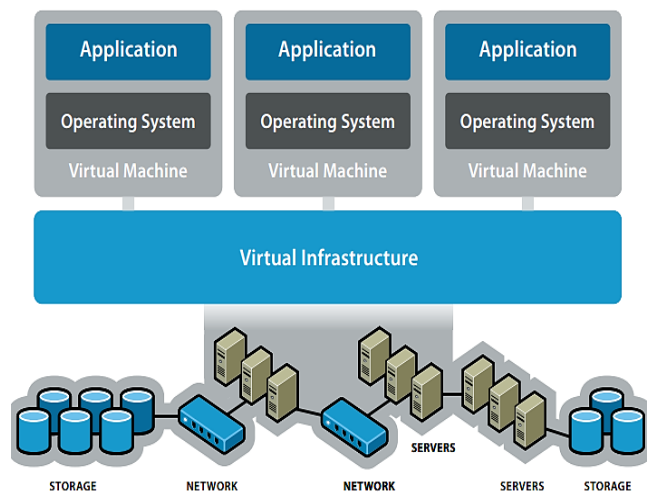 Application
Application
Application
Operating System
Operating System
Operating System
Virtual Machine
Virtual Machine
Virtual Machine
Virtual Infrastructure
SERVERS
STORAGE
NETWORK
NETWORK
SERVERS
STORAGE